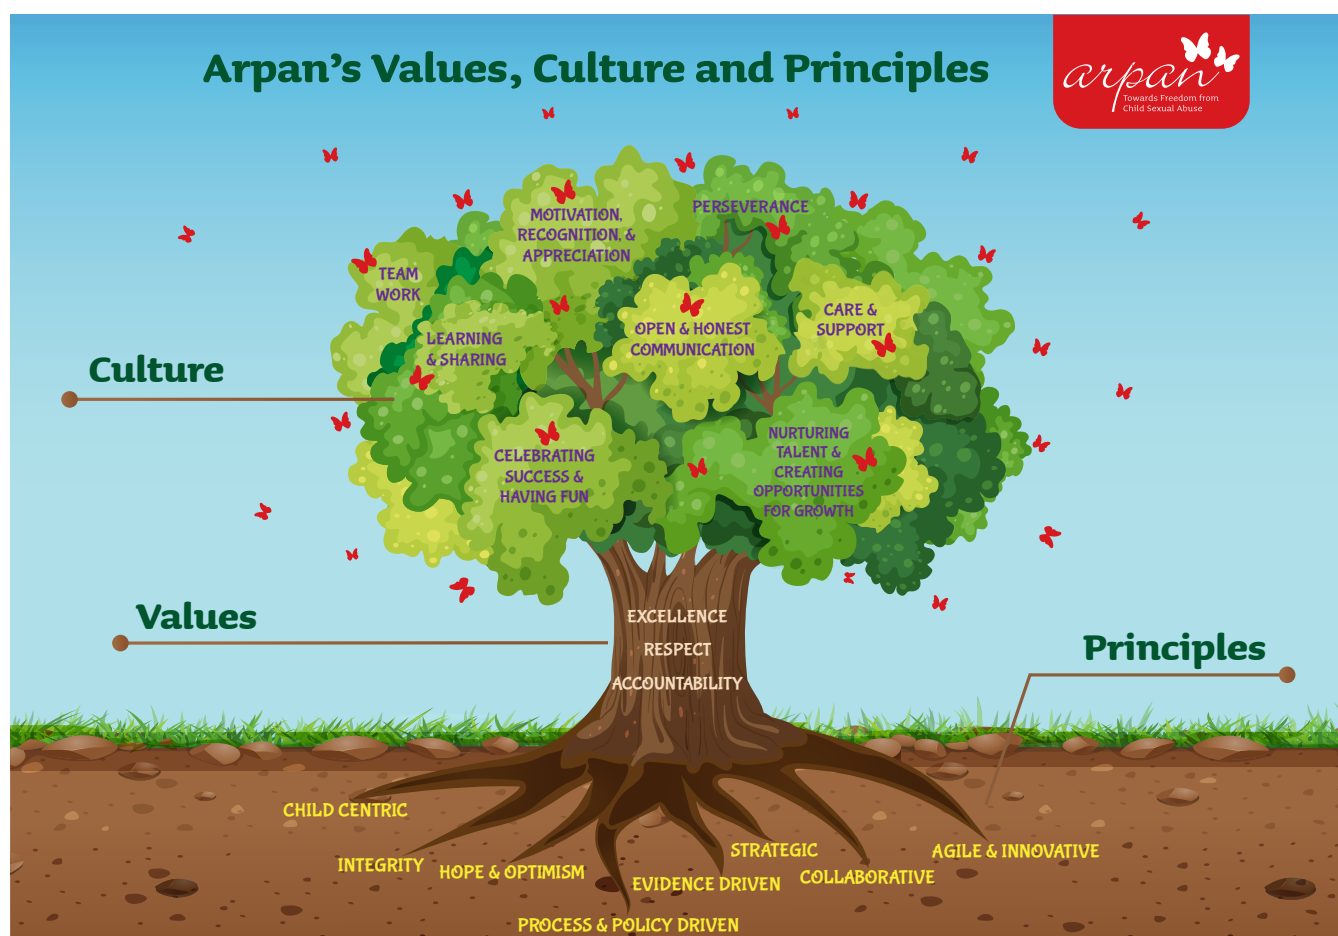 Arpan's Values, Culture and Principles
arpan
Towards Freedom from
Child Sexual Abuse
MOTIVATION,
RECOGNITION, &
APPRECIATION
PERSEVERANCE
TEAM
WORK
LEARNING
& SHARING
OPEN & HONEST
COMMUNICATION
CARE &
SUPPORT
Culture
CELEBRATING
SUCCESS &
HAVING FUN
NURTURING
TALENT &
CREATING
OPPORTUNITIES
FOR GROWTH
Values
EXCELLENCE
RESPECT
ACCOUNTABILITY
Principles
CHILD CENTRIC
INTEGRITY
HOPE & OPTIMISM
PROCESS & POLICY DRIVEN
EVIDENCE DRIVEN
STRATEGIC
COLLABORATIVE
AGILE & INNOVATIVE